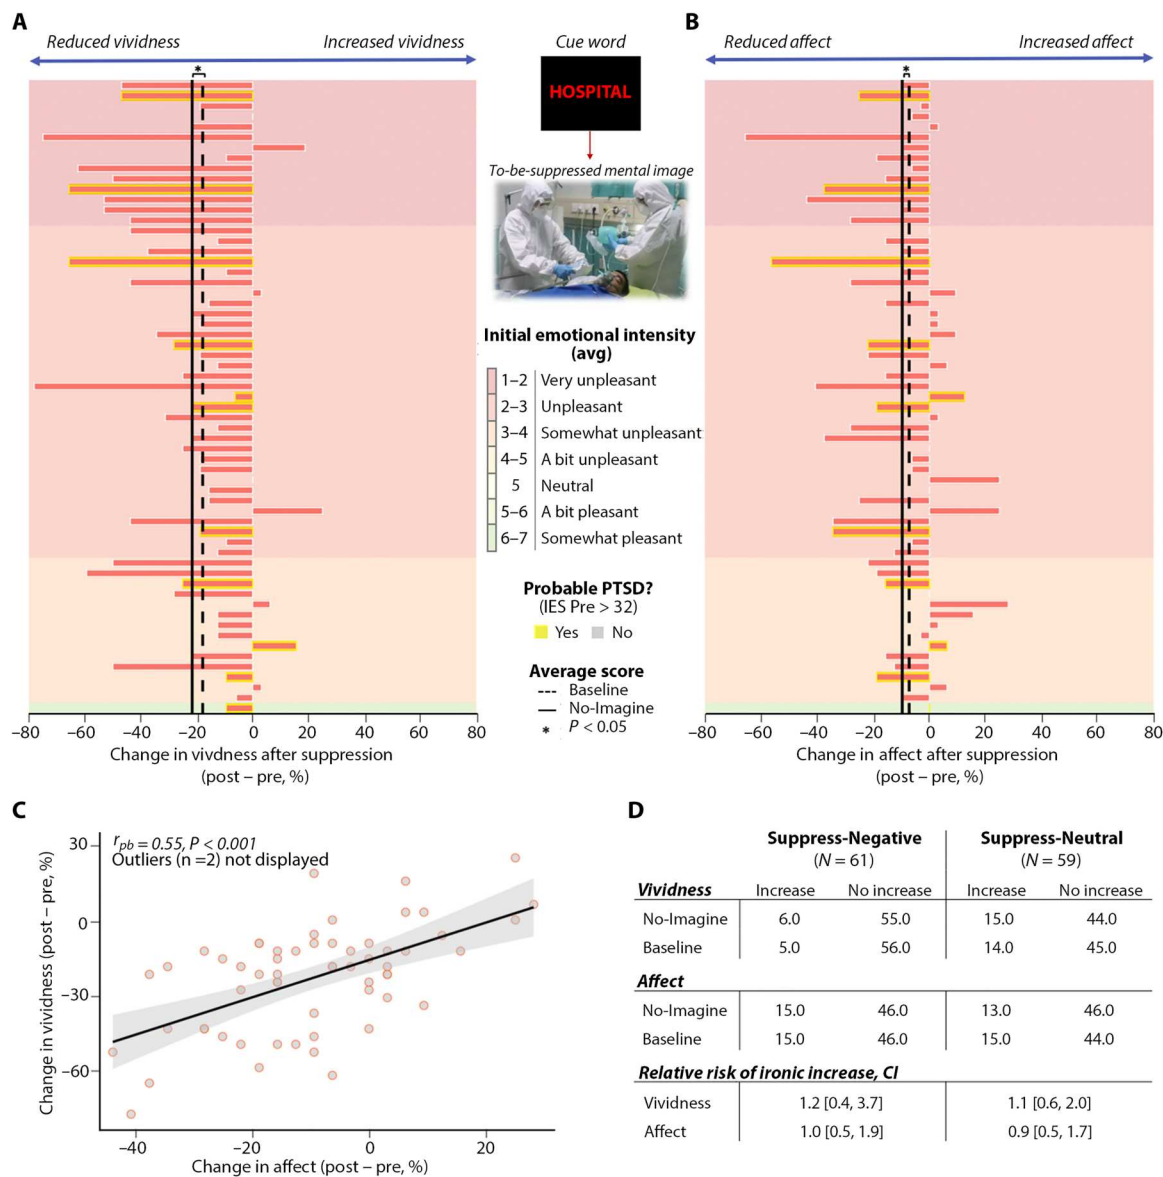 A
Reduced vividness
Increased vividness
*
Cue word
HOSPITAL
To-be-suppressed mental image
B
Reduced affect
Increased affect
*
Initial emotional intensity
(avg)
1–2 Very unpleasant
2–3 Unpleasant
3–4 Somewhat unpleasant
4–5 A bit unpleasant
5 Neutral
5–6 A bit pleasant
6–7 Somewhat pleasant
Probable PTSD?
(IES Pre > 32)
Yes No
Average score
Baseline
No-Imagine
* P < 0.05
−80 −60 −40 −20 0 20 40 60 80
Change in vivdness after suppression
(post – pre, %)
−80 −60 −40 −20 0 20 40 60 80
Change in affect after suppression
(post – pre, %)
C
rpb = 0.55, P < 0.001
Outliers (n =2) not displayed
30
0
−30
−60
Change in vividness (post – pre, %)
−40 −20 0 20
Change in affect (post – pre, %)
D
Suppress-Negative Suppress-Neutral
(N = 61) (N = 59)
Vividness Increase No increase Increase No increase
No-Imagine 6.0 55.0 15.0 44.0
Baseline 5.0 56.0 14.0 45.0
Affect
No-Imagine 15.0 46.0 13.0 46.0
Baseline 15.0 46.0 15.0 44.0
Relative risk of ironic increase, CI
Vividness 1.2 [0.4, 3.7] 1.1 [0.6, 2.0]
Affect 1.0 [0.5, 1.9] 0.9 [0.5, 1.7]